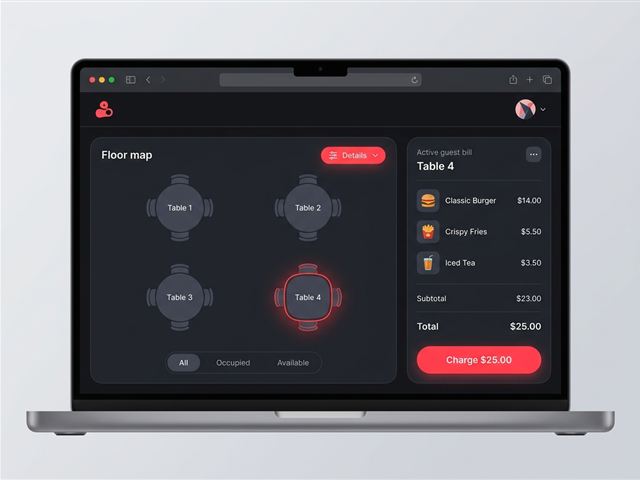 Floor map
Details
Table 1
Table 2
Table 3
Table 4
All Occupied Available
Active guest bill
Table 4
Classic Burger $14.00
Crispy Fries $5.50
Iced Tea $3.50
Subtotal $23.00
Total $25.00
Charge $25.00